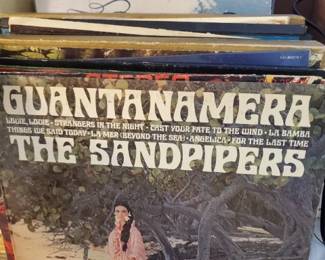 GUANTANAMERA
LOUIE, LOUIE • STRANGERS IN THE NIGHT • CAST YOUR FATE TO THE WIND • LA BAMBA
THINGS WE SAID TODAY • LA MER (BEYOND THE SEA) • ANGELICA • FOR THE LAST TIME
THE SANDPIPERS